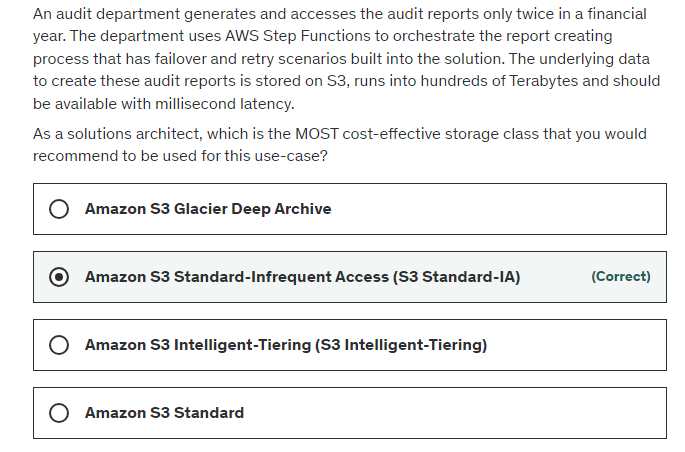 An audit department generates and accesses the audit reports only twice in a financial
year. The department uses AWS Step Functions to orchestrate the report creating
process that has failover and retry scenarios built into the solution. The underlying data
to create these audit reports is stored on S3, runs into hundreds of Terabytes and should
be available with millisecond latency.
As a solutions architect, which is the MOST cost-effective storage class that you would
recommend to be used for this use-case?
Amazon S3 Glacier Deep Archive
Amazon S3 Standard-Infrequent Access (S3 Standard-IA) (Correct)
Amazon S3 Intelligent-Tiering (S3 Intelligent-Tiering)
Amazon S3 Standard